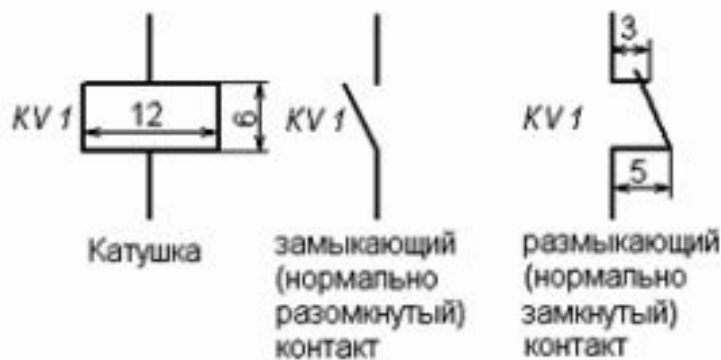 3
KV 1
12
6
KV 1
KV 1
5
Катушка
замыкающий
(нормально
разомкнутый)
контакт
размыкающий
(нормально
замкнутый)
контакт